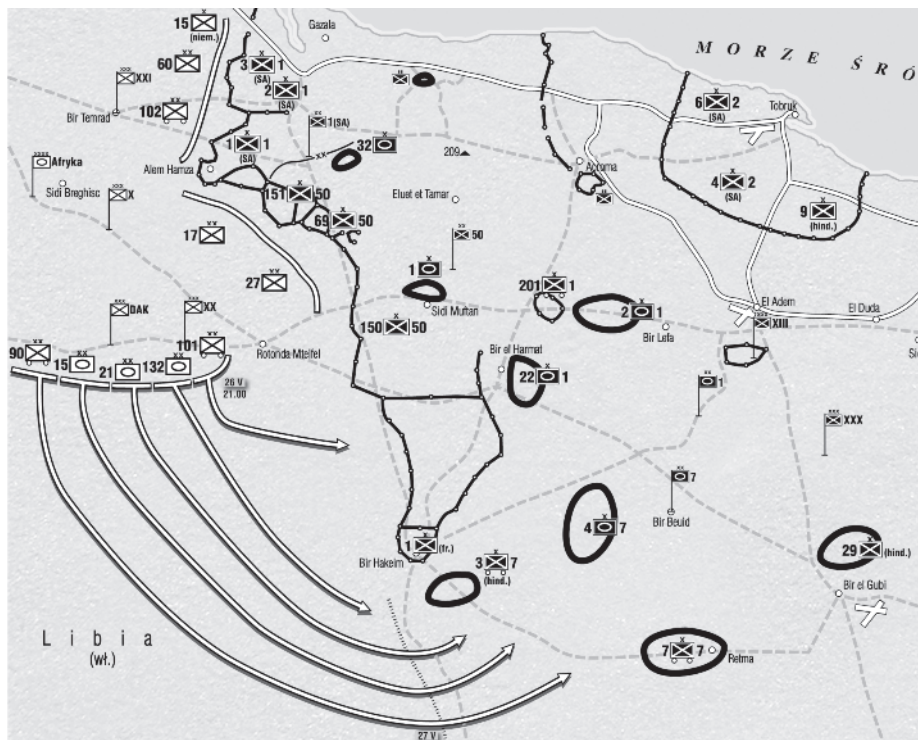 15
(niem.)
Gazala
MORZE ŚRÓ
60
X
3 1
(SA)
XXI
X
2 1
(SA)
102
Bir Temrad
1 (SA)
X
32
X
6 2
(SA)
Tobruk
X
1 1
(SA)
XX
209
Acroma
Afryka
Alem Hamza
Sidi Breghisc
X
151 50
Eluet et Tamar
X
4 2
(SA)
X
9
(hind.)
X
69 50
17
XX
50
27
X
1
X
201 1
Sidi Muftah
X
2 1
El Adem
El Duda
XIII
Bir Lefa
DAK
XX
X
150 50
90
15
21
132
101
Rotonda Mtelfel
Bir el Harmat
X
22 1
26 V
21.00
1
XXX
7
Bir Beuid
X
4 7
X
1 (fr.)
Bir Hakeim
X
3 7
(hind.)
X
29
(hind.)
Bir el Gubi
Libia
(wł.)
X
7 7
Retma
27 V